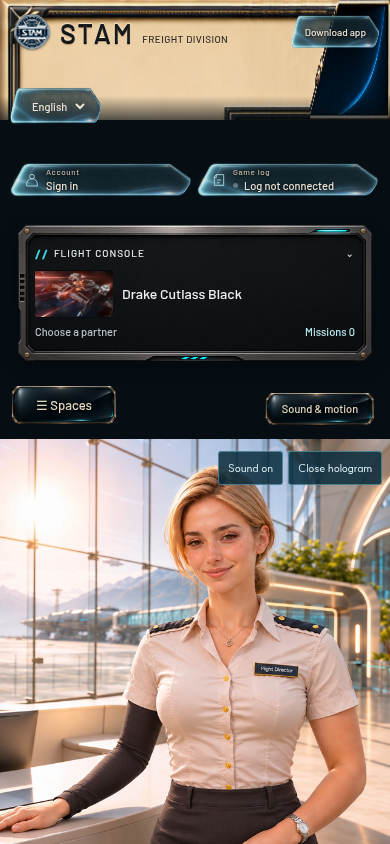 STAM
STAM
FREIGHT DIVISION
Download app
English
Account
Sign in
Game log
Log not connected
// FLIGHT CONSOLE
Drake Cutlass Black
Choose a partner
Missions 0
☰ Spaces
Sound & motion
Sound on
Close hologram
Flight Director